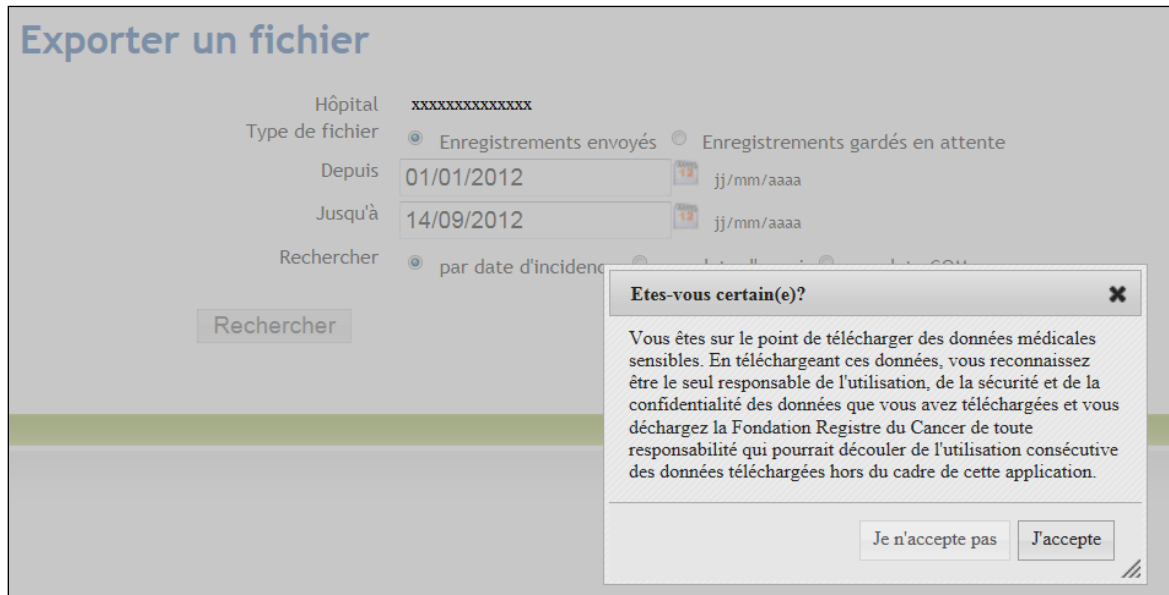 Exporter un fichier
Hôpital xxxxxxxxxxxxxx
Type de fichier Enregistrements envoyés Enregistrements gardés en attente
Depuis 01/01/2012 jj/mm/aaaa
Jusqu'à 14/09/2012 jj/mm/aaaa
Rechercher par date d'incidenc
Rechercher
Etes-vous certain(e)?
Vous êtes sur le point de télécharger des données médicales
sensibles. En téléchargeant ces données, vous reconnaissez
être le seul responsable de l'utilisation, de la sécurité et de la
confidentialité des données que vous avez téléchargées et vous
déchargez la Fondation Registre du Cancer de toute
responsabilité qui pourrait découler de l'utilisation consécutive
des données téléchargées hors du cadre de cette application.
Je n'accepte pas J'accepte